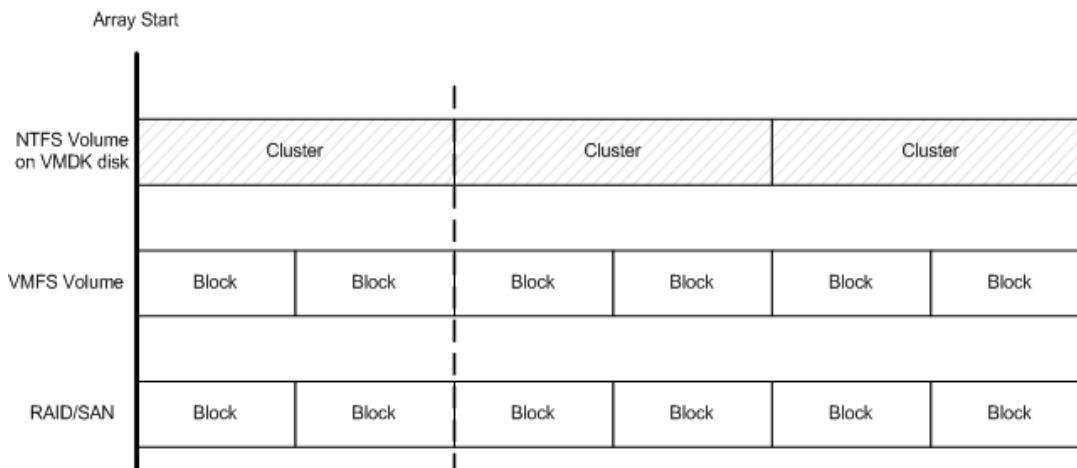 Array Start
NTFS Volume
on VMDK disk
Cluster
Cluster
Cluster
VMFS Volume
Block
Block
Block
Block
Block
Block
RAID/SAN
Block
Block
Block
Block
Block
Block